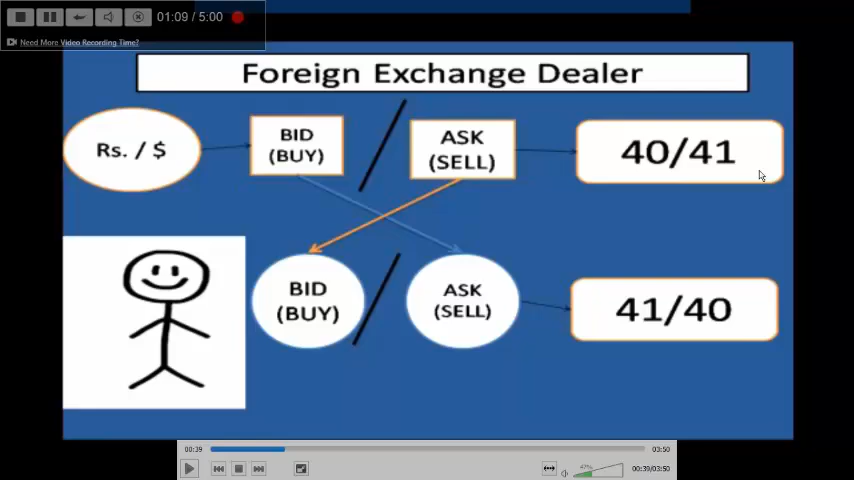 01:09 / 5:00
Need More Video Recording Time?
Foreign Exchange Dealer
Rs. / $
BID
(BUY)
ASK
(SELL)
40/41
BID
(BUY)
ASK
(SELL)
41/40
00:39
03:50
47%
00:39/03:50